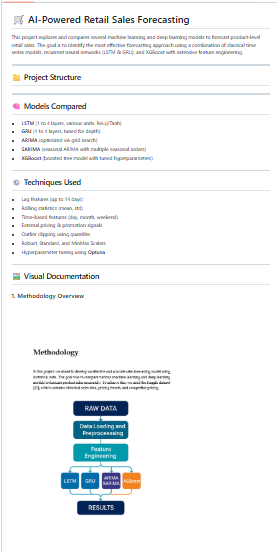 🛒 AI-Powered Retail Sales Forecasting
This project explores and compares several machine learning and deep learning models to forecast product-level
retail sales. The goal is to identify the most effective forecasting approach using a combination of classical time
series models, recurrent neural networks (LSTM & GRU), and XGBoost with extensive feature engineering.
📁 Project Structure
🧠 Models Compared
• LSTM (1 to 4 layers, various units, ReLU/Tanh)
• GRU (1 to 4 layers, tuned for depth)
• ARIMA (optimized via grid search)
• SARIMA (seasonal ARIMA with multiple seasonal orders)
• XGBoost (boosted tree model with tuned hyperparameters)
⚙️ Techniques Used
• Lag features (up to 14 days)
• Rolling statistics (mean, std)
• Time-based features (day, month, weekend)
• External pricing & promotion signals
• Outlier clipping using quantiles
• Robust, Standard, and MinMax Scalers
• Hyperparameter tuning using Optuna
🖼️ Visual Documentation
1. Methodology Overview
Methodology
In this project, we aimed to develop an effective and accurate sales forecasting model using
historical data. The goal was to compare various machine learning and deep learning
models to forecast product sales accurately. To achieve this, we used the Kaggle dataset
which contains historical sales data, pricing trends and competitor pricing.
RAW DATA
Data Loading and
Preprocessing
Feature
Engineering
LSTM GRU ARIMA SARIMA XGBoost
RESULTS